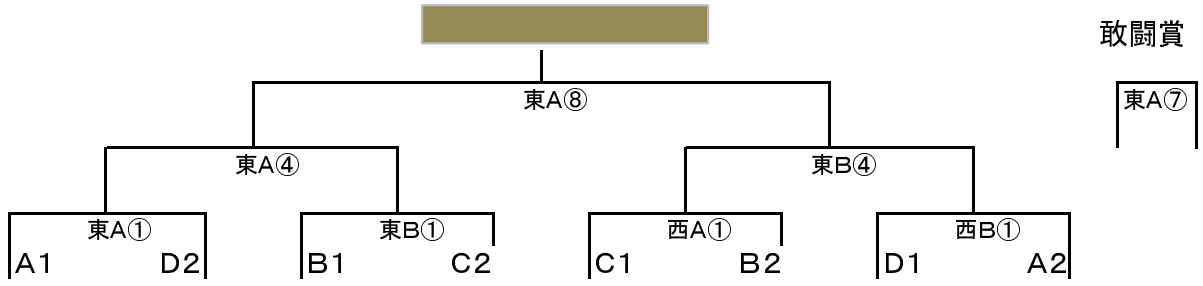 敢闘賞
東A⑧
東A⑦
東A④
東B④
東A①
東B①
西A①
西B①
A1
D2
B1
C2
C1
B2
D1
A2